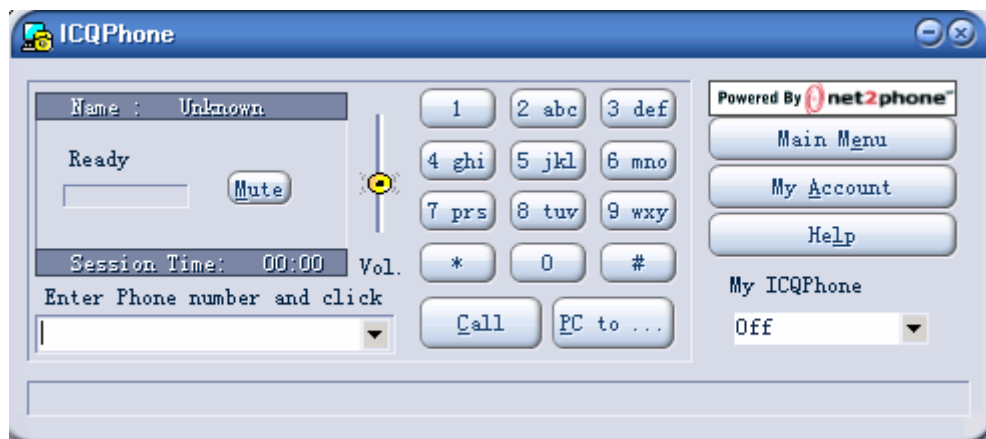 ICQPhone
Name : Unknown
Ready
Mute
Session Time: 00:00
Vol.
Enter Phone number and click
1
2 abc
3 def
4 ghi
5 jkl
6 mno
7 prs
8 tuv
9 wxy
*
0
#
Call
PC to ...
Powered By net2phone
Main Menu
My Account
Help
My ICQPhone
Off